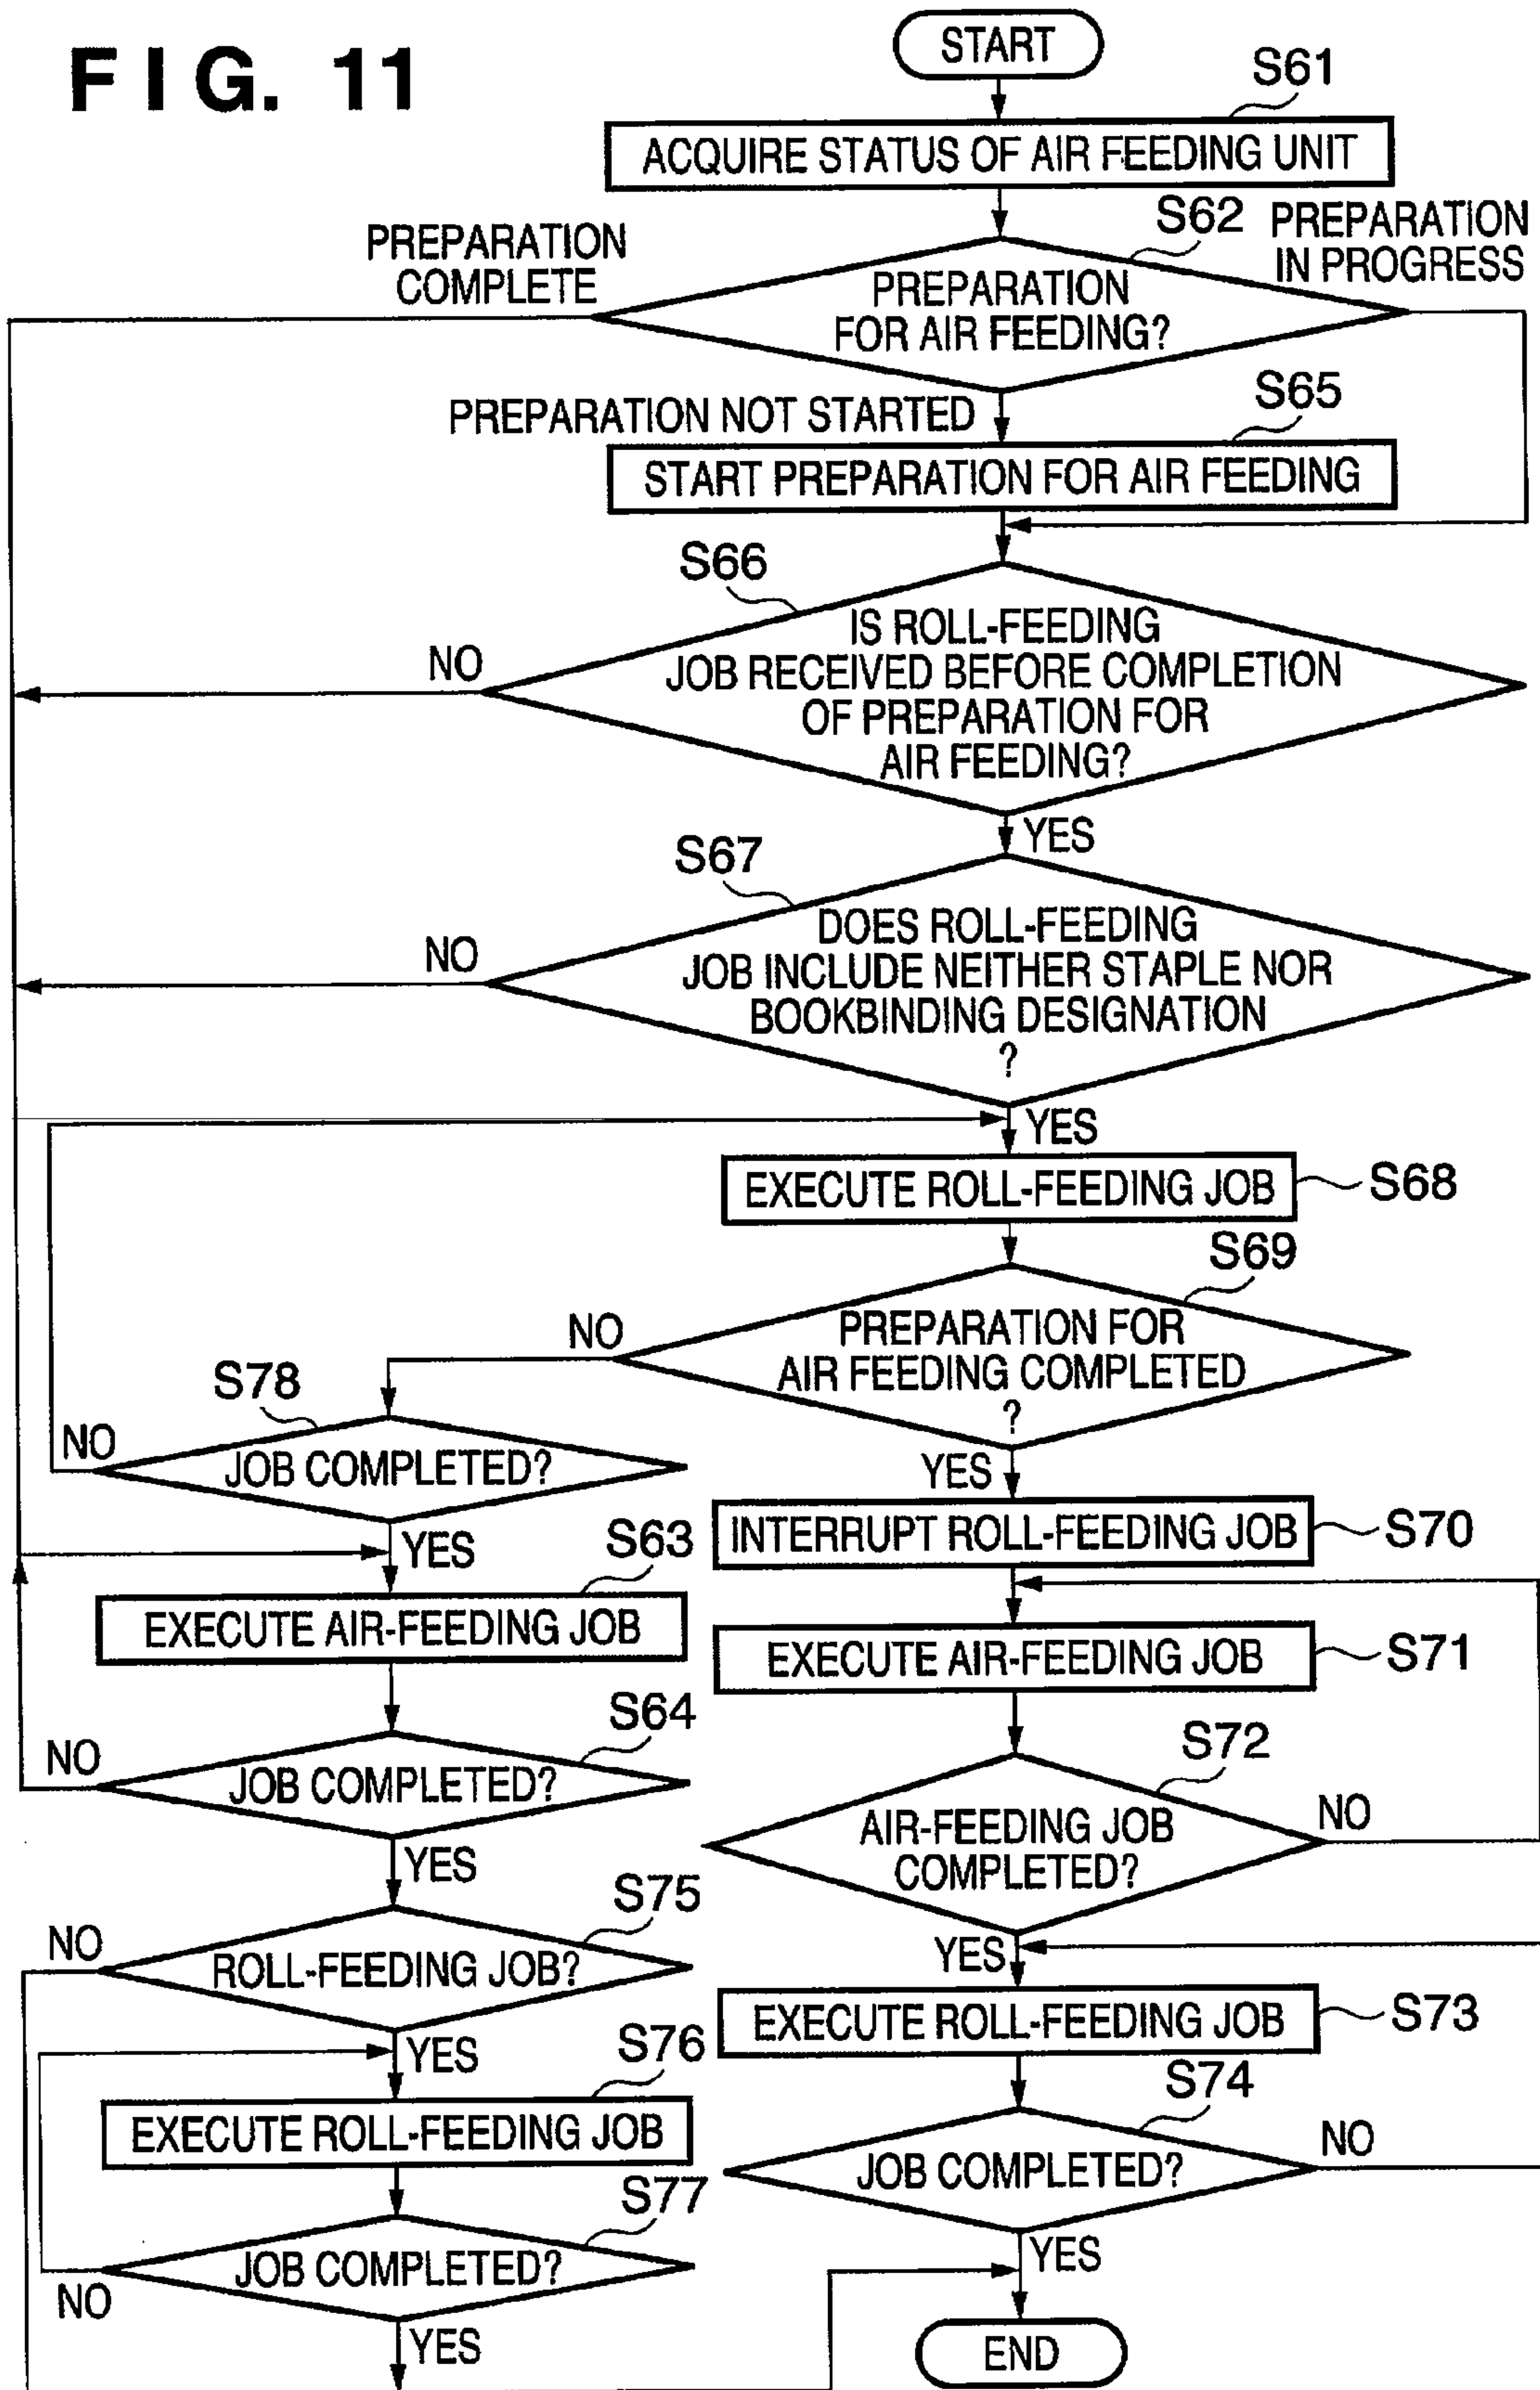 FIG. 11
START
S61
ACQUIRE STATUS OF AIR FEEDING UNIT
S62
PREPARATION
COMPLETE
PREPARATION
IN PROGRESS
PREPARATION
FOR AIR FEEDING?
PREPARATION NOT STARTED
S65
START PREPARATION FOR AIR FEEDING
S66
IS ROLL-FEEDING
JOB RECEIVED BEFORE COMPLETION
OF PREPARATION FOR
AIR FEEDING?
NO
YES
S67
DOES ROLL-FEEDING
JOB INCLUDE NEITHER STAPLE NOR
BOOKBINDING DESIGNATION
?
NO
YES
EXECUTE ROLL-FEEDING JOB
S68
S69
PREPARATION FOR
AIR FEEDING COMPLETED
?
NO
YES
S78
JOB COMPLETED?
NO
YES
INTERRUPT ROLL-FEEDING JOB
S70
S63
EXECUTE AIR-FEEDING JOB
EXECUTE AIR-FEEDING JOB
S71
S64
JOB COMPLETED?
NO
YES
S72
AIR-FEEDING JOB
COMPLETED?
NO
YES
S75
ROLL-FEEDING JOB?
NO
YES
EXECUTE ROLL-FEEDING JOB
S73
S76
EXECUTE ROLL-FEEDING JOB
S74
JOB COMPLETED?
NO
YES
S77
JOB COMPLETED?
NO
YES
END